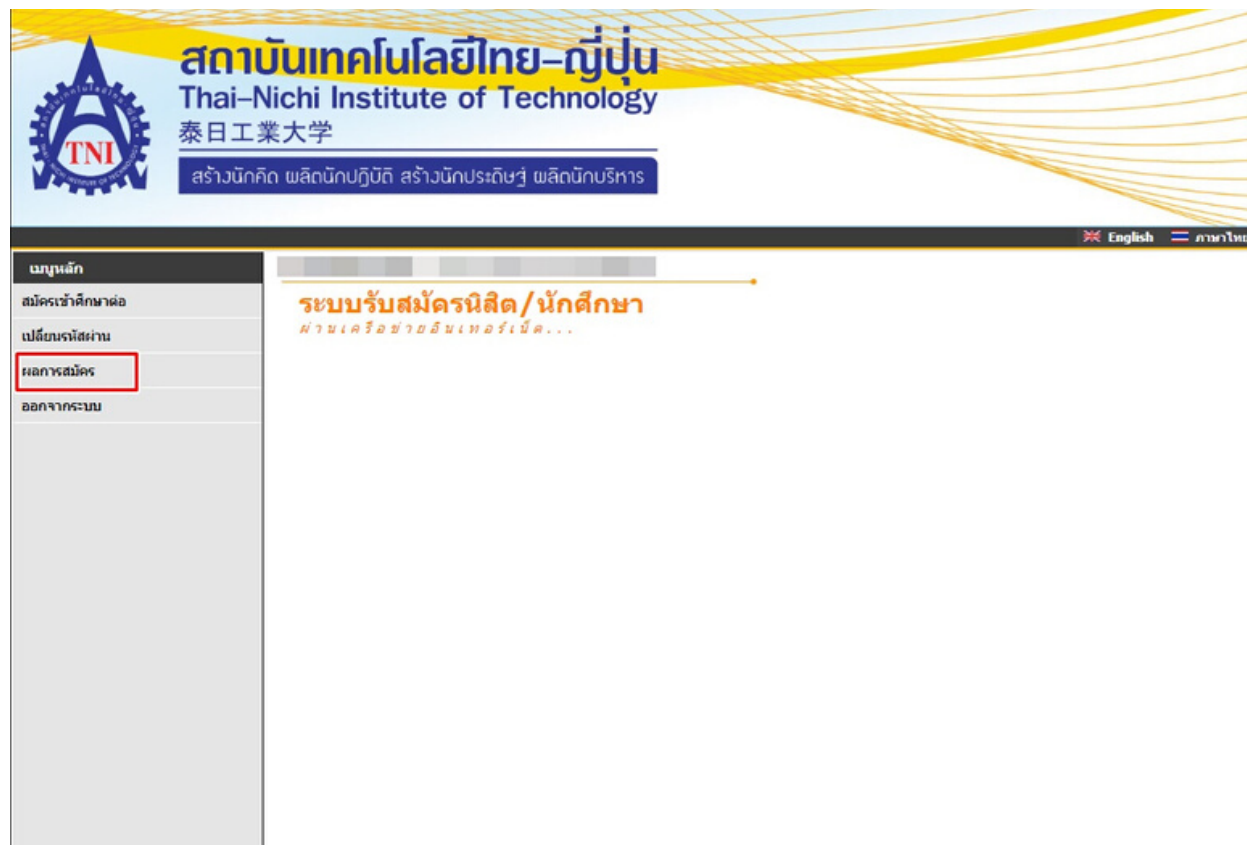 สถาบันเทคโนโลยีไทย-ญี่ปุ่น
Thai-Nichi Institute of Technology
泰日工業大学
TNI
สร้างนักคิด ผลิตนักปฏิบัติ สร้างนักประดิษฐ์ ผลิตนักบริหาร
English ภาษาไทย
เมนูหลัก
สมัครเข้าศึกษาต่อ
เปลี่ยนรหัสผ่าน
ผลการสมัคร
ออกจากระบบ
ระบบรับสมัครนิสิต/นักศึกษา
ผ่านเครือข่ายอินเทอร์เน็ต...